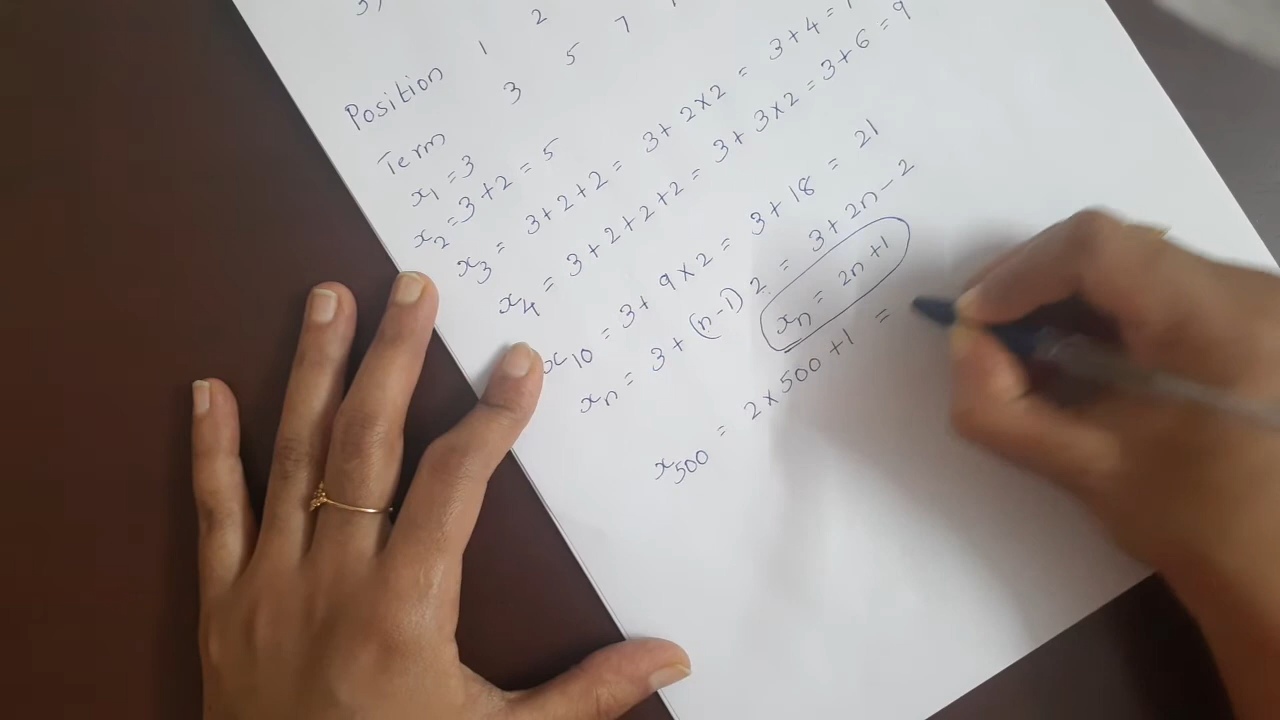 3)
Position 1 2
Term 3 5 7
x1 = 3
x2 = 3 + 2 = 5
x3 = 3 + 2 + 2 = 3 + 2 × 2 = 3 + 4 =
x4 = 3 + 2 + 2 + 2 = 3 + 3 × 2 = 3 + 6 = 9
x10 = 3 + 9 × 2 = 3 + 18 = 21
xn = 3 + (n - 1) 2 = 3 + 2n - 2
xn = 2n + 1
x500 = 2 × 500 + 1 =